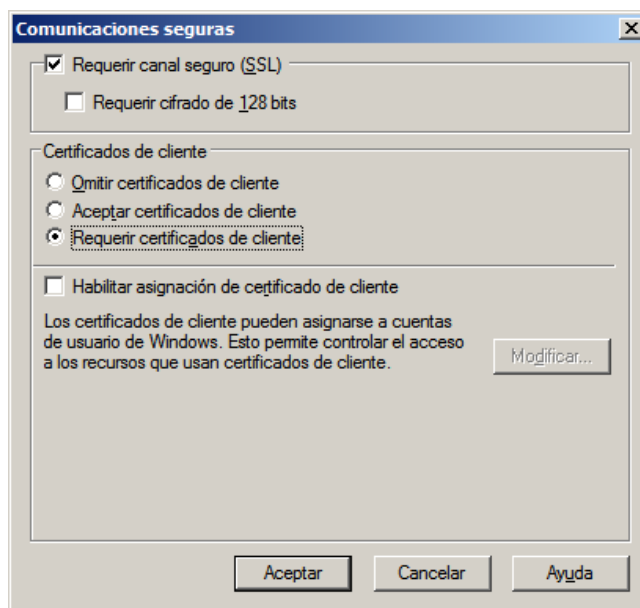 Comunicaciones seguras
Requerir canal seguro (SSL)
Requerir cifrado de 128 bits
Certificados de cliente
Omitir certificados de cliente
Aceptar certificados de cliente
Requerir certificados de cliente
Habilitar asignación de certificado de cliente
Los certificados de cliente pueden asignarse a cuentas
de usuario de Windows. Esto permite controlar el acceso
a los recursos que usan certificados de cliente.
Modificar...
Aceptar
Cancelar
Ayuda